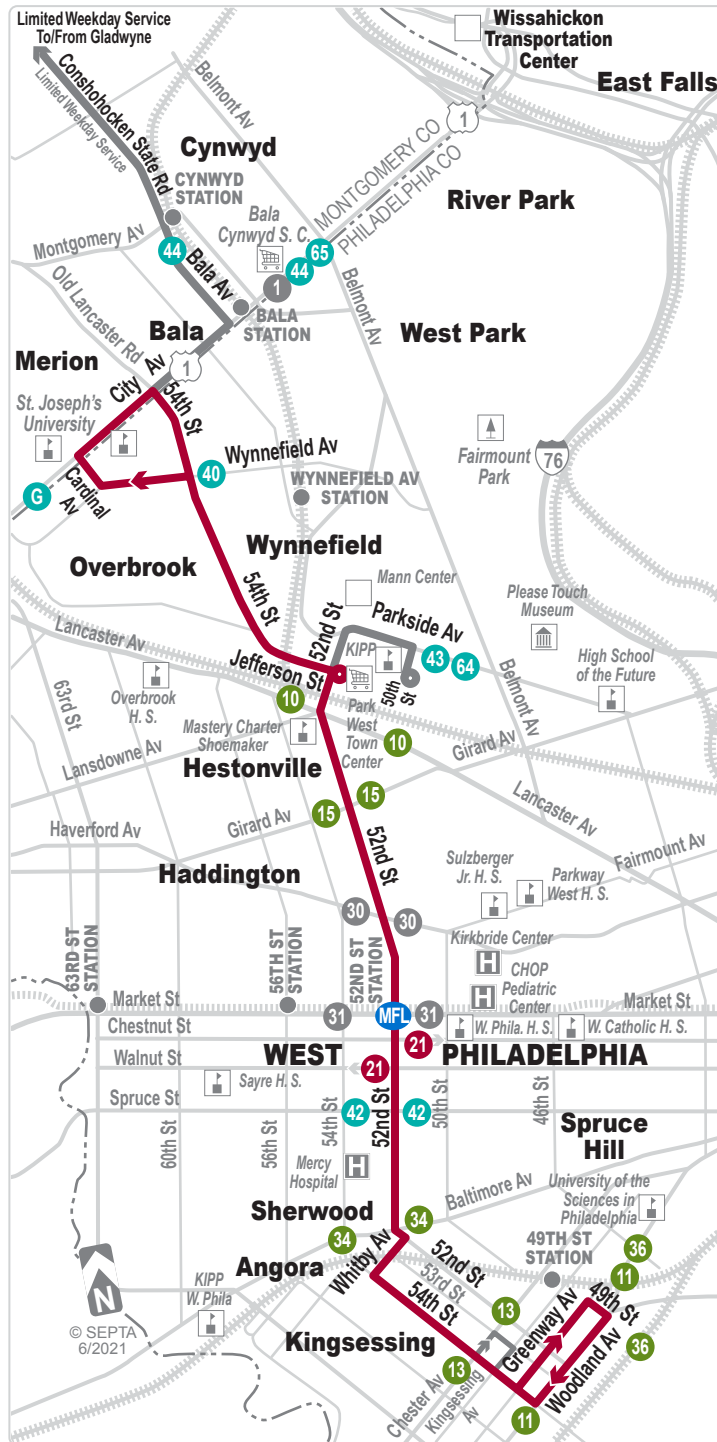 Limited Weekday Service
To/From Gladwyne
Wissahickon
Transportation
Center
East Falls
Conshohocken State Rd
Limited Weekday Service
Belmont Av
Cynwyd
CYNWYD
STATION
MONTGOMERY CO
PHILADELPHIA CO
1
River Park
Montgomery Av
44
Bala Av
Bala
Cynwyd S. C.
65
44
1
BALA
STATION
Belmont Av
Old Lancaster Rd
Bala
West Park
Merion
City Av
1
54th St
St. Joseph's
University
Wynnefield Av
40
Cardinal
Av
G
WYNNEFIELD AV
STATION
Fairmount
Park
76
Overbrook
Wynnefield
54th St
Mann Center
Please Touch
Museum
52nd St
Parkside Av
KIPP
43
64
50th
St
Lancaster Av
Jefferson St
63rd St
Overbrook
H. S.
10
High School
of the Future
Belmont Av
Mastery Charter
Shoemaker
Park
West
Town
Center
10
Girard Av
Lansdowne Av
Hestonville
15
15
Girard Av
Lancaster Av
Haverford Av
52nd St
Fairmount Av
Haddington
Sulzberger
Jr. H. S.
Parkway
West H. S.
30
30
Kirkbride Center
63RD ST
STATION
56TH ST
STATION
52ND ST
STATION
CHOP
Pediatric
Center
Market St
31
MFL
31
Market St
Chestnut St
W. Phila. H. S.
W. Catholic H. S.
21
WEST
PHILADELPHIA
Walnut St
21
Sayre H. S.
Spruce St
42
42
60th St
56th St
54th St
52nd St
50th St
46th St
Spruce
Hill
Mercy
Hospital
University of the
Sciences in
Philadelphia
Baltimore Av
Sherwood
34
34
Whitby Av
49TH ST
STATION
36
11
Angora
52nd St
53rd St
54th St
N
KIPP
W. Phila
13
Greenway Av
49th St
© SEPTA
6/2021
Kingsessing
13
Woodland Av
36
Chester Av
Kingsessing
Av
11